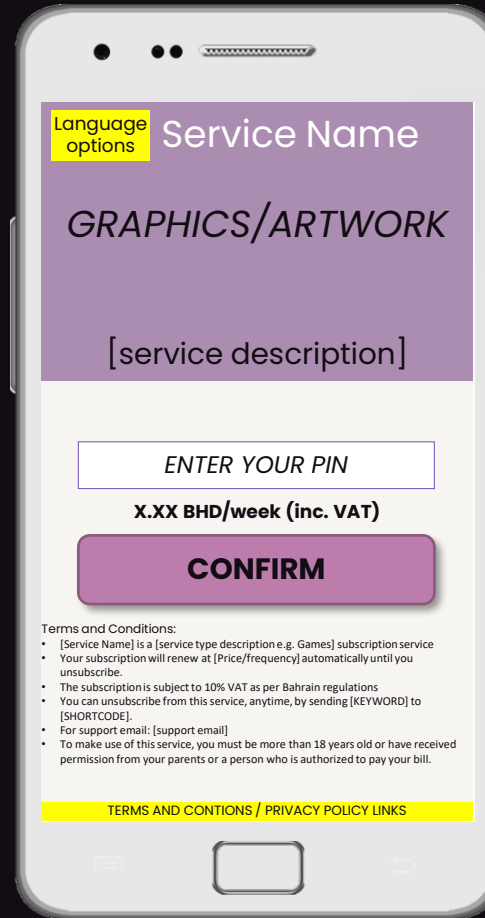 Language
options
Service Name
GRAPHICS/ARTWORK
[service description]
ENTER YOUR PIN
X.XX BHD/week (inc. VAT)
CONFIRM
Terms and Conditions:
• [Service Name] is a [service type description e.g. Games] subscription service
• Your subscription will renew at [Price/frequency] automatically until you
unsubscribe.
• The subscription is subject to 10% VAT as per Bahrain regulations
• You can unsubscribe from this service, anytime, by sending [KEYWORD] to
[SHORTCODE].
• For support email: [support email]
• To make use of this service, you must be more than 18 years old or have received
permission from your parents or a person who is authorized to pay your bill.
TERMS AND CONTIONS / PRIVACY POLICY LINKS